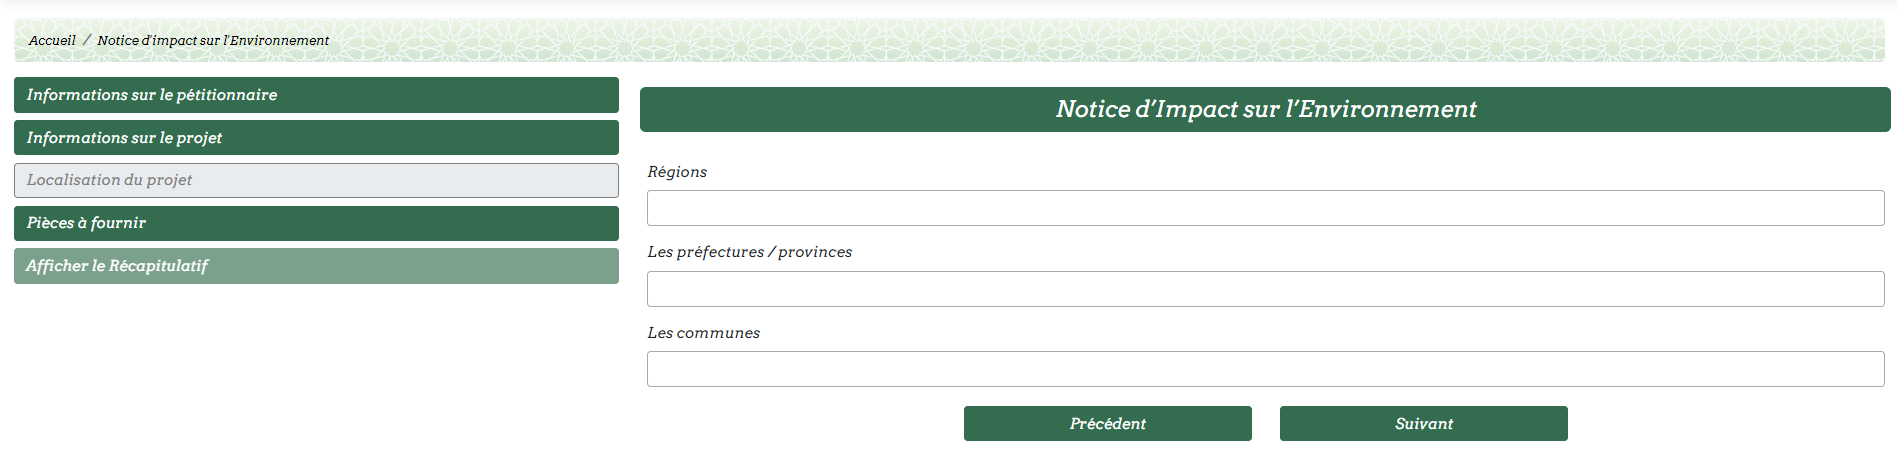 Accueil / Notice d'impact sur l'Environnement
Informations sur le pétitionnaire
Informations sur le projet
Localisation du projet
Pièces à fournir
Afficher le Récapitulatif
Notice d’Impact sur l’Environnement
Régions
Les préfectures / provinces
Les communes
Précédent
Suivant